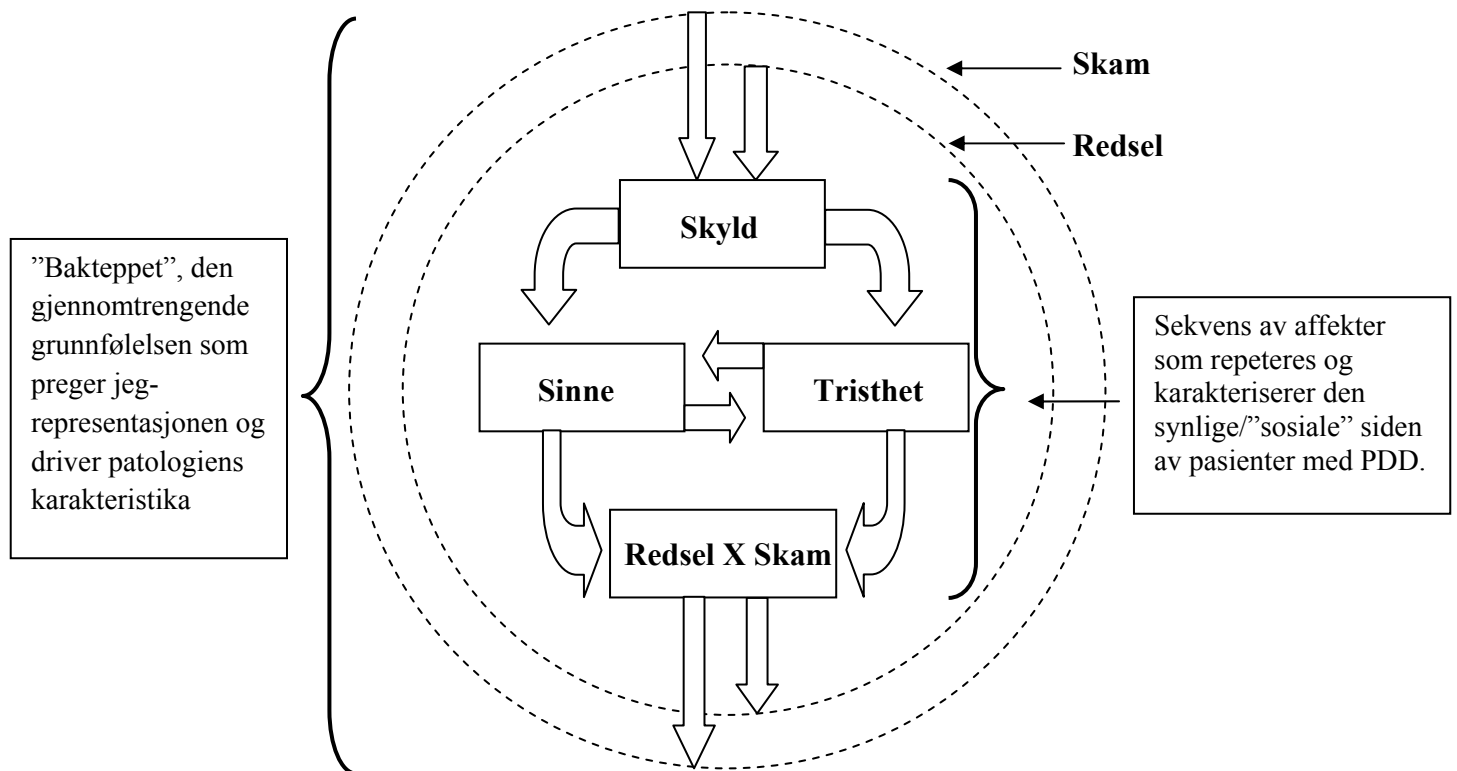 Skam
Redsel
Skyld
”Bakteppet”, den
gjennomtrengende
grunnfølelsen som
preger jeg-
representasjonen og
driver patologiens
karakteristika
Sinne
Tristhet
Sekvens av affekter
som repeteres og
karakteriserer den
synlige/”sosiale” siden
av pasienter med PDD.
Redsel X Skam